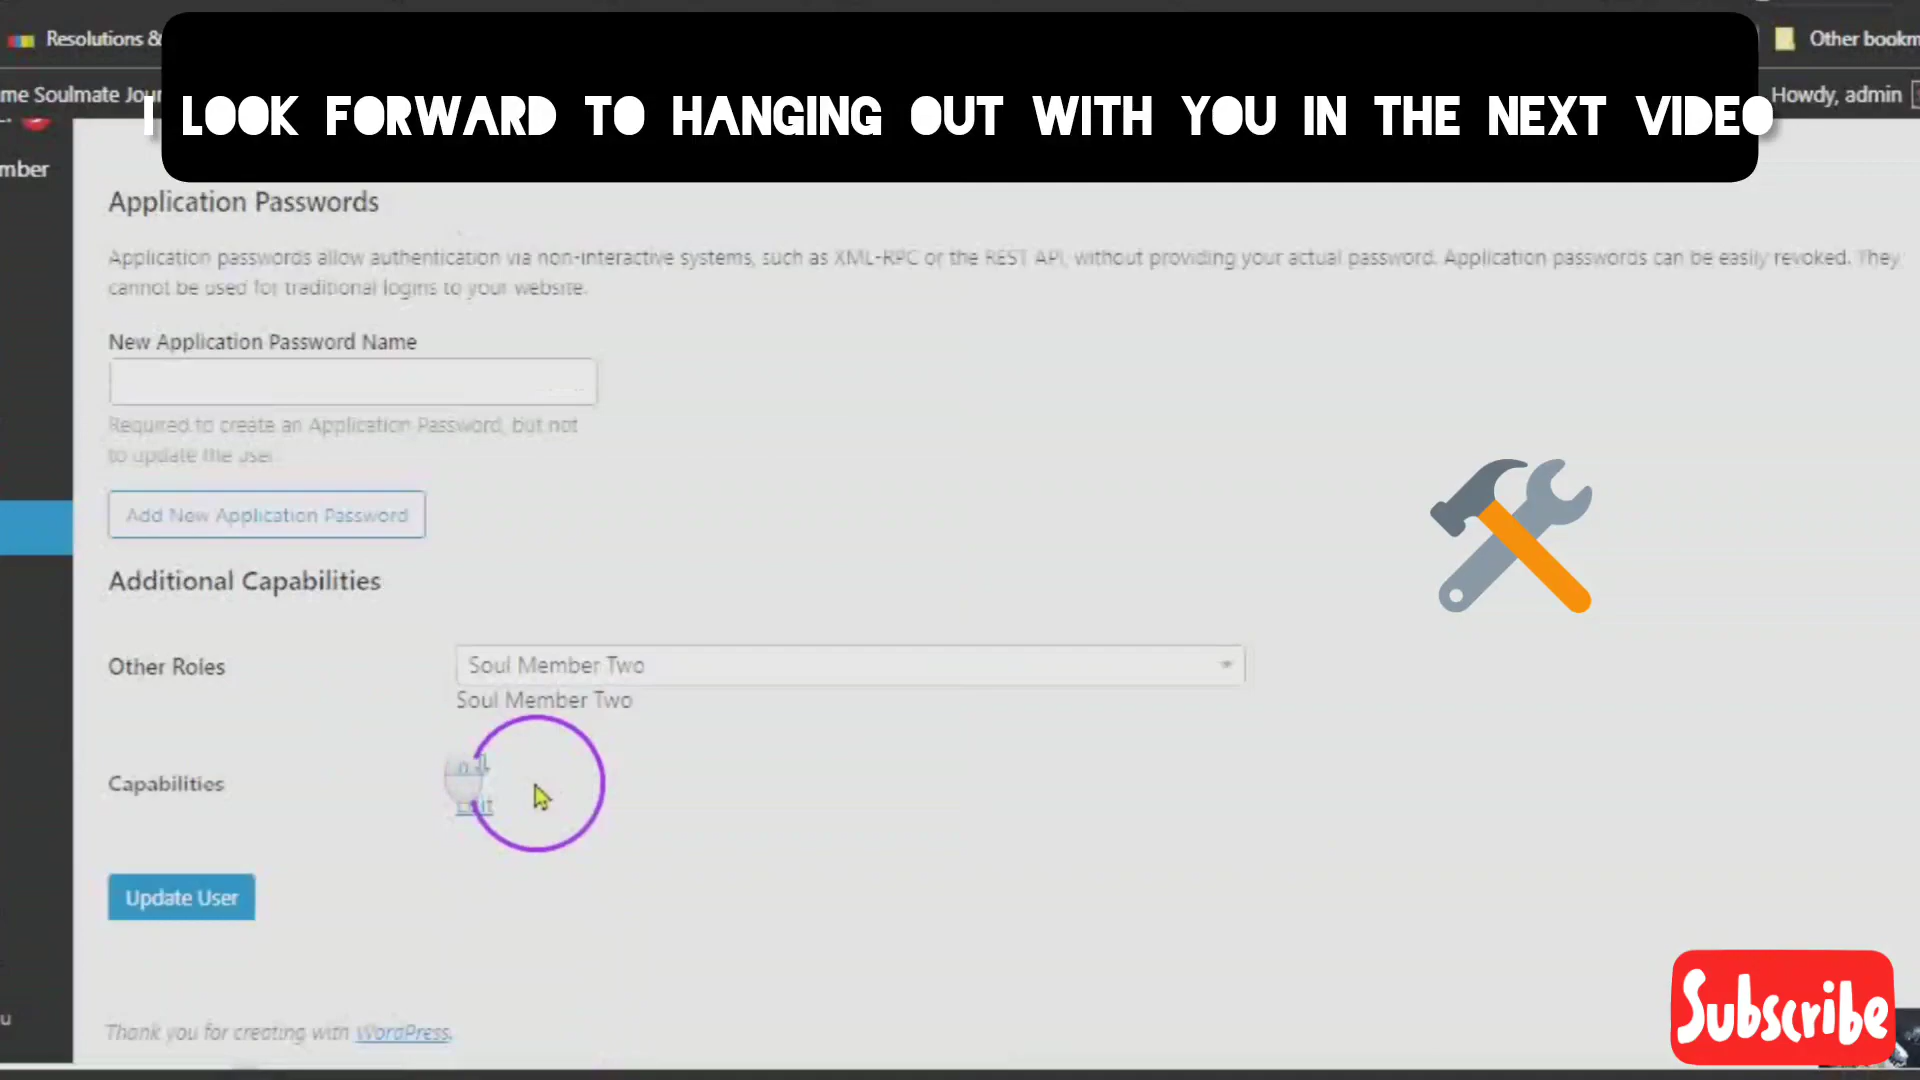 Resolutions &
Other bookm
me Soulmate Jour
Howdy, admin
I LOOK FORWARD TO HANGING OUT WITH YOU IN THE NEXT VIDEO
mber
Application Passwords
Application passwords allow authentication via non-interactive systems, such as XML-RPC or the REST API, without providing your actual password. Application passwords can be easily revoked. They
cannot be used for traditional logins to your website.
New Application Password Name
Required to create an Application Password, but not
to update the user.
Add New Application Password
Additional Capabilities
Other Roles
Soul Member Two
Soul Member Two
Capabilities
Edit
Update User
Subscribe
u
Thank you for creating with WordPress.